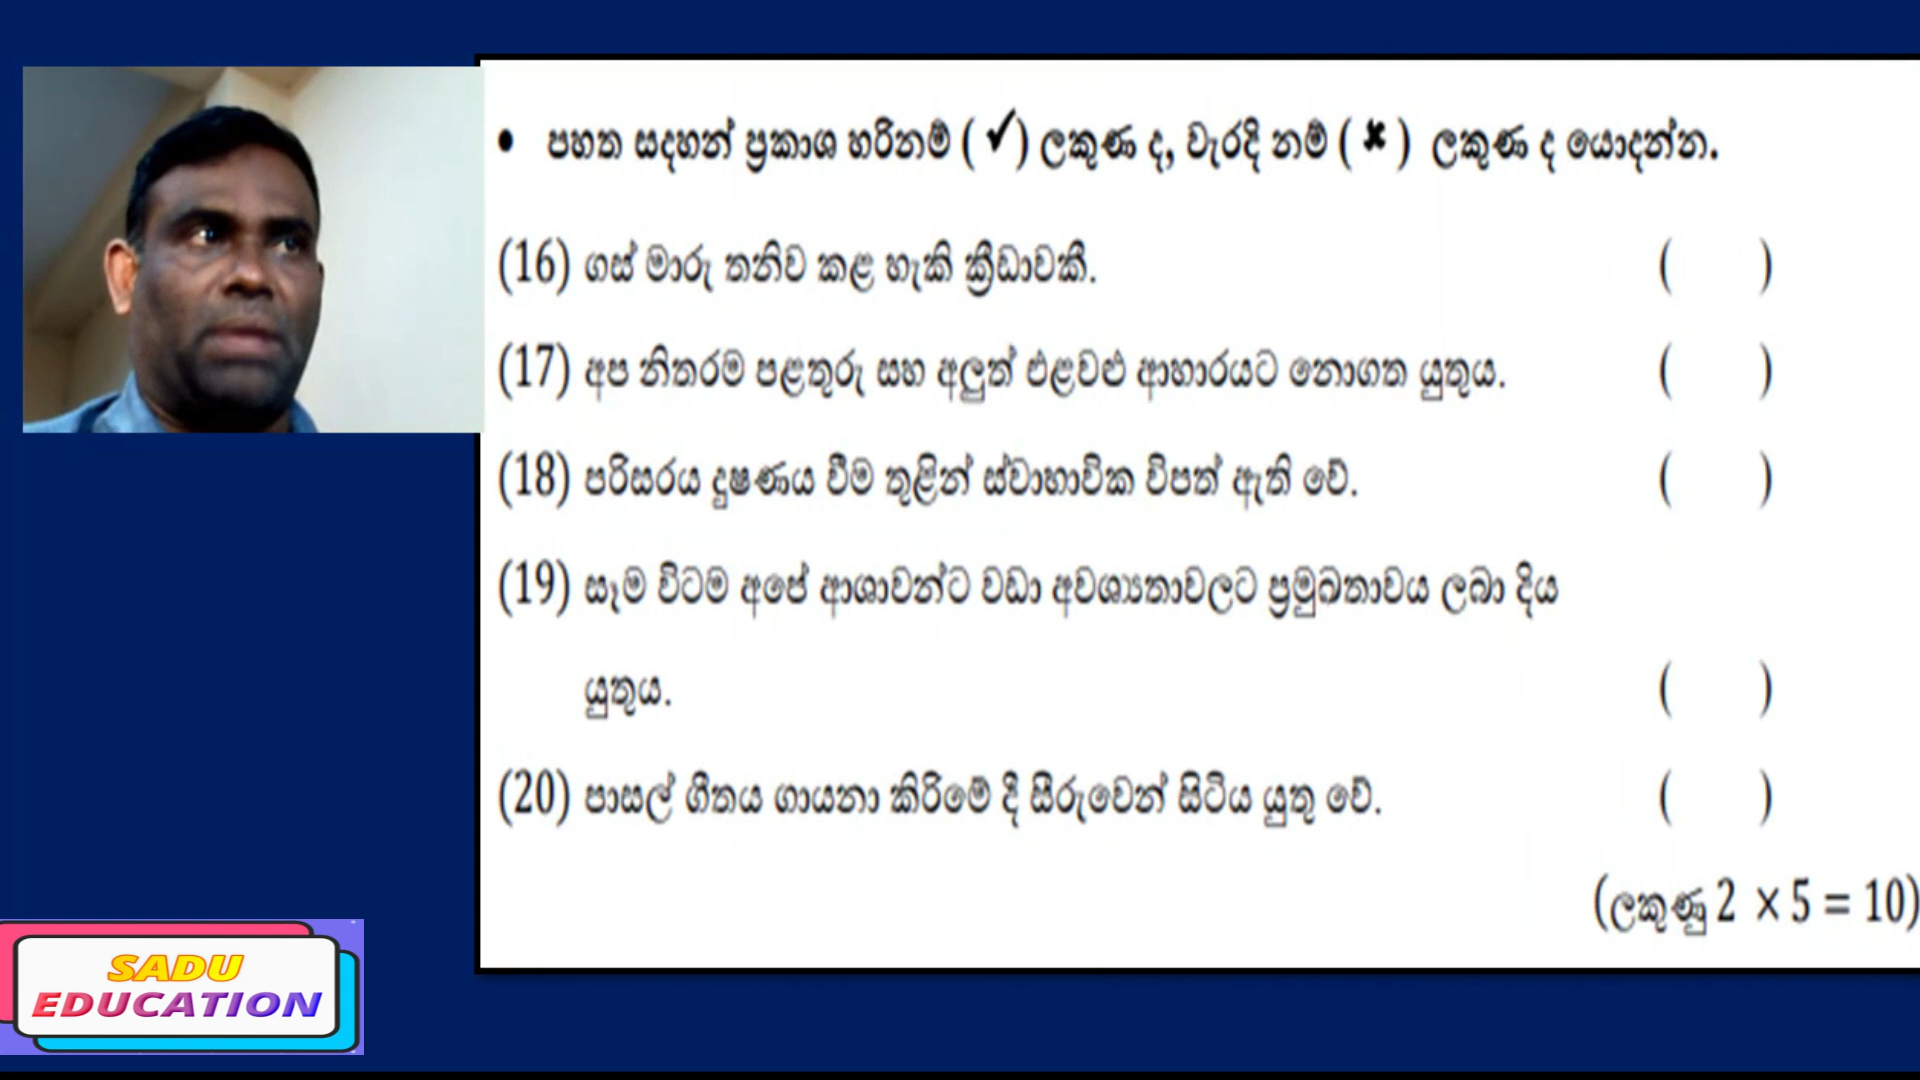 • පහත සදහන් ප්‍රකාශ හරිනම් ( ✓) ලකුණ ද, වැරදි නම් ( ✘ ) ලකුණ ද යොදන්න.
(16) ගස් මාරු තනිව කළ හැකි ක්‍රීඩාවකී. ( )
(17) අප නිතරම පළතුරු සහ අලුත් එළවළු ආහාරයට නොගත යුතුය. ( )
(18) පරිසරය දූෂණය වීම තුළින් ස්වාභාවික විපත් ඇති වේ. ( )
(19) සෑම විටම අපේ ආශාවන්ට වඩා අවශ්‍යතාවලට ප්‍රමුඛතාවය ලබා දිය
යුතුය. ( )
(20) පාසල් ගීතය ගායනා කිරිමේ දී සීරුවෙන් සිටිය යුතු වේ. ( )
(ලකුණු 2 × 5 = 10)
SADU
EDUCATION